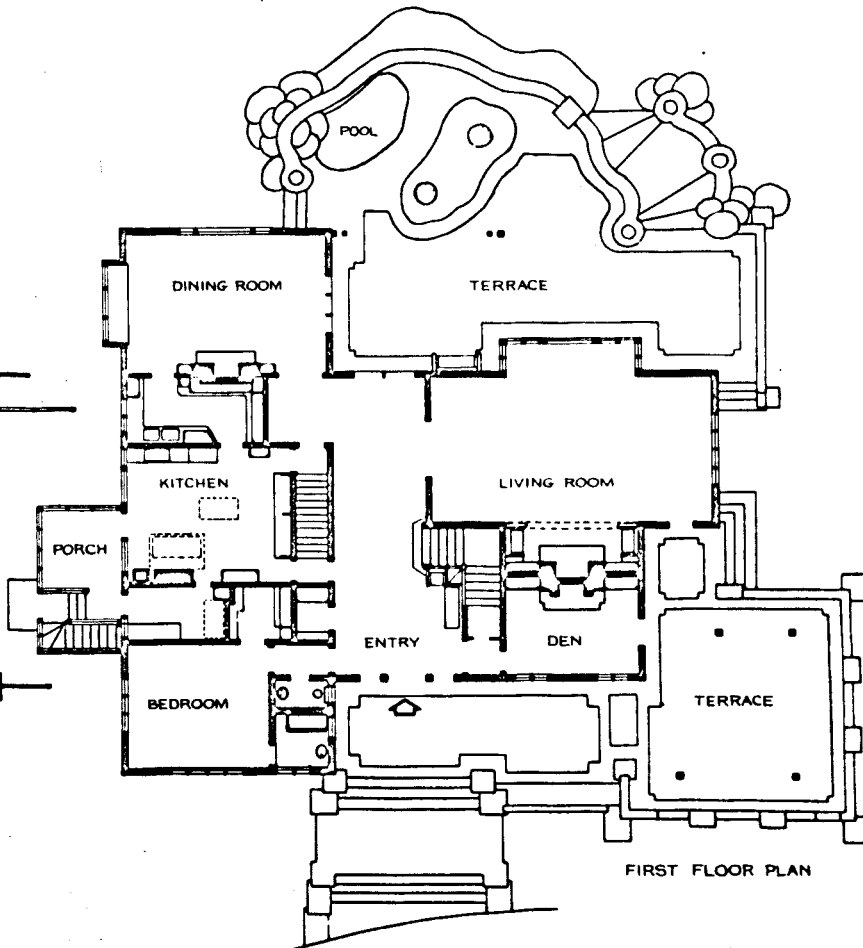 POOL
DINING ROOM
TERRACE
KITCHEN
LIVING ROOM
PORCH
ENTRY
DEN
BEDROOM
TERRACE
FIRST FLOOR PLAN